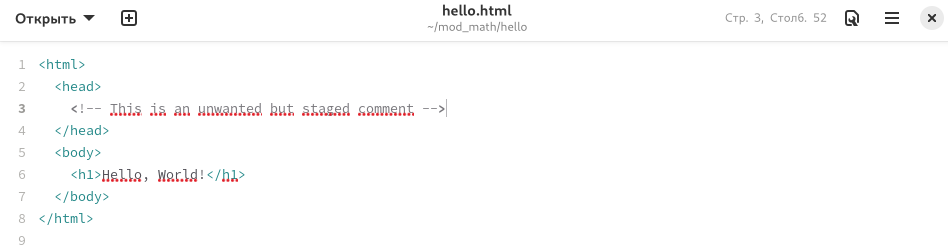 Открыть
hello.html
~/mod_math/hello
Стр. 3, Столб. 52
1 <html>
2 <head>
3 <!-- This is an unwanted but staged comment -->
4 </head>
5 <body>
6 <h1>Hello, World!</h1>
7 </body>
8 </html>
9